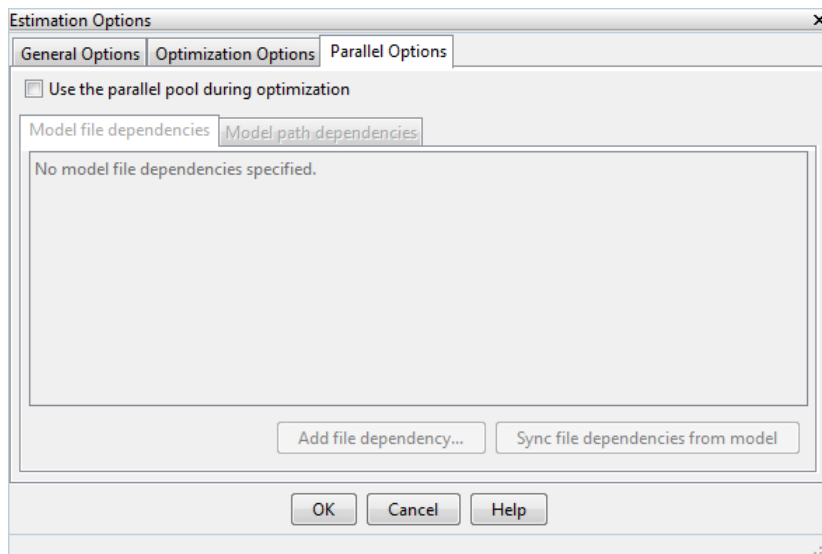 Estimation Options
General Options Optimization Options Parallel Options
Use the parallel pool during optimization
Model file dependencies Model path dependencies
No model file dependencies specified.
Add file dependency... Sync file dependencies from model
OK Cancel Help